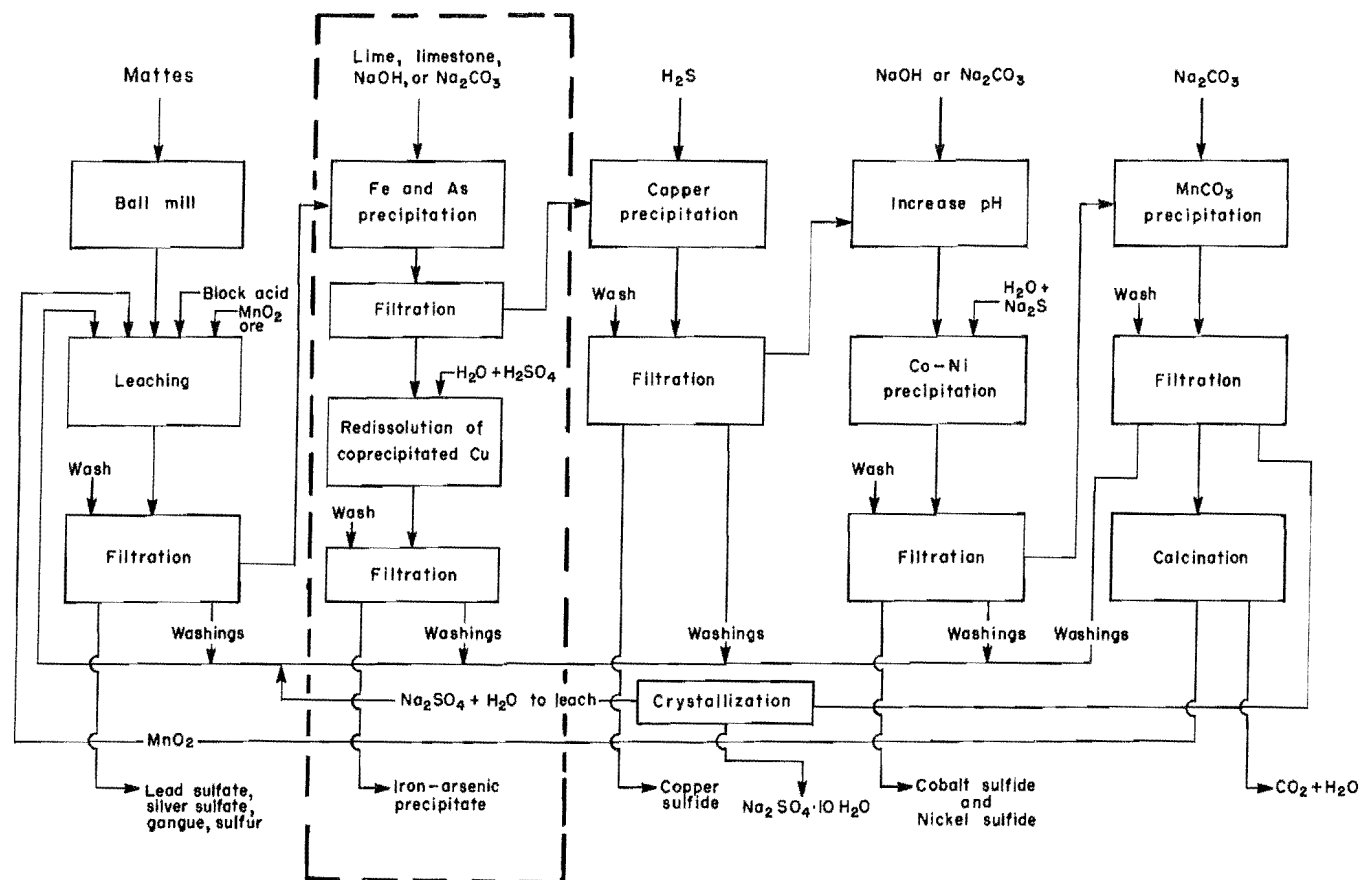 Mattes
Ball mill
Block acid
MnO2
ore
Leaching
Wash
Filtration
Washings
Lead sulfate,
silver sulfate,
gangue, sulfur
Lime, limestone,
NaOH, or Na2CO3
Fe and As
precipitation
Filtration
H2O + H2SO4
Redissolution of
coprecipitated Cu
Wash
Filtration
Washings
Iron-arsenic
precipitate
H2S
Copper
precipitation
Wash
Filtration
Washings
Copper
sulfide
NaOH or Na2CO3
Increase pH
H2O +
Na2S
Co-Ni
precipitation
Wash
Filtration
Washings
Cobalt sulfide
and
Nickel sulfide
Na2CO3
MnCO3
precipitation
Wash
Filtration
Washings
Calcination
CO2 + H2O
Na2SO4 + H2O to leach
Crystallization
Na2SO4·10 H2O
MnO2